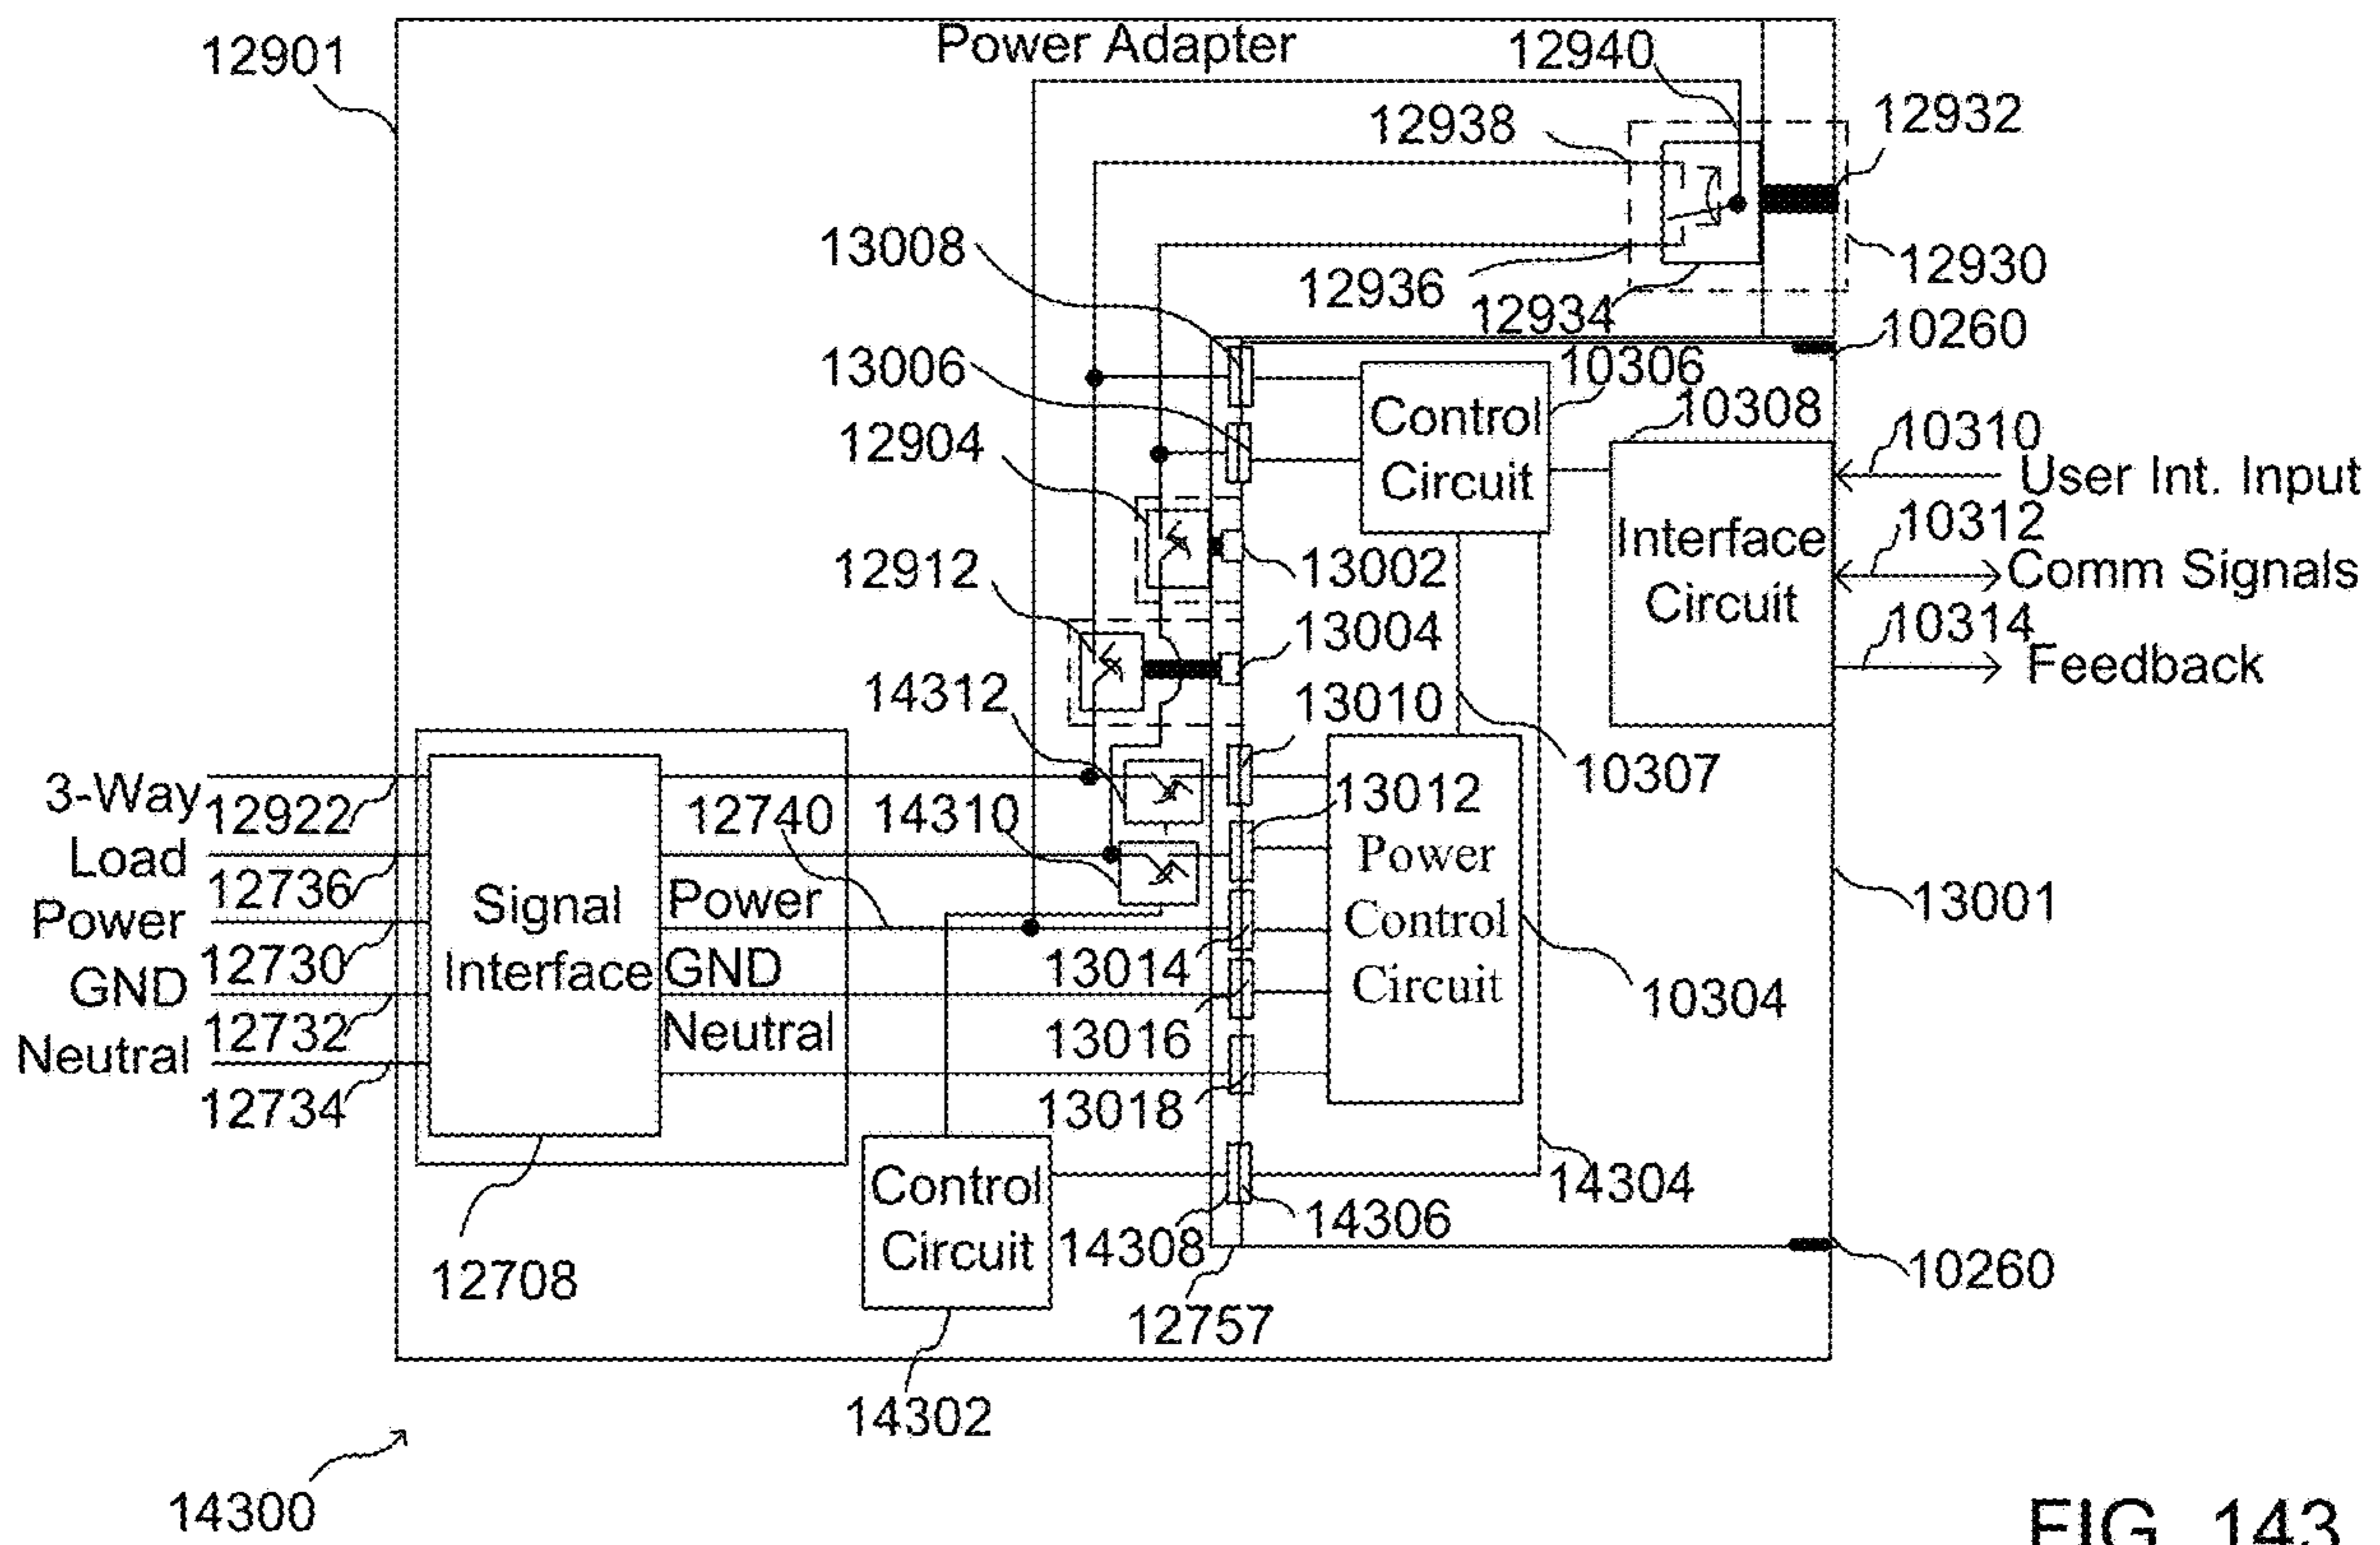 Power Adapter
12901
12940
12938
12932
13008
12936
12934
12930
10260
13006
10306
10308
12904
Control
Circuit
10310
User Int. Input
10312
Comm Signals
10314
Feedback
Interface
Circuit
12912
13002
13004
14312
13010
10307
3-Way
12922
12740
14310
13012
Load
12736
Power
12730
GND
12732
Neutral
12734
Signal
Interface
Power
GND
Neutral
Power
Control
Circuit
13001
13014
10304
13016
13018
14304
Control
Circuit
14308
14306
12708
12757
10260
14302
14300
FIG. 143